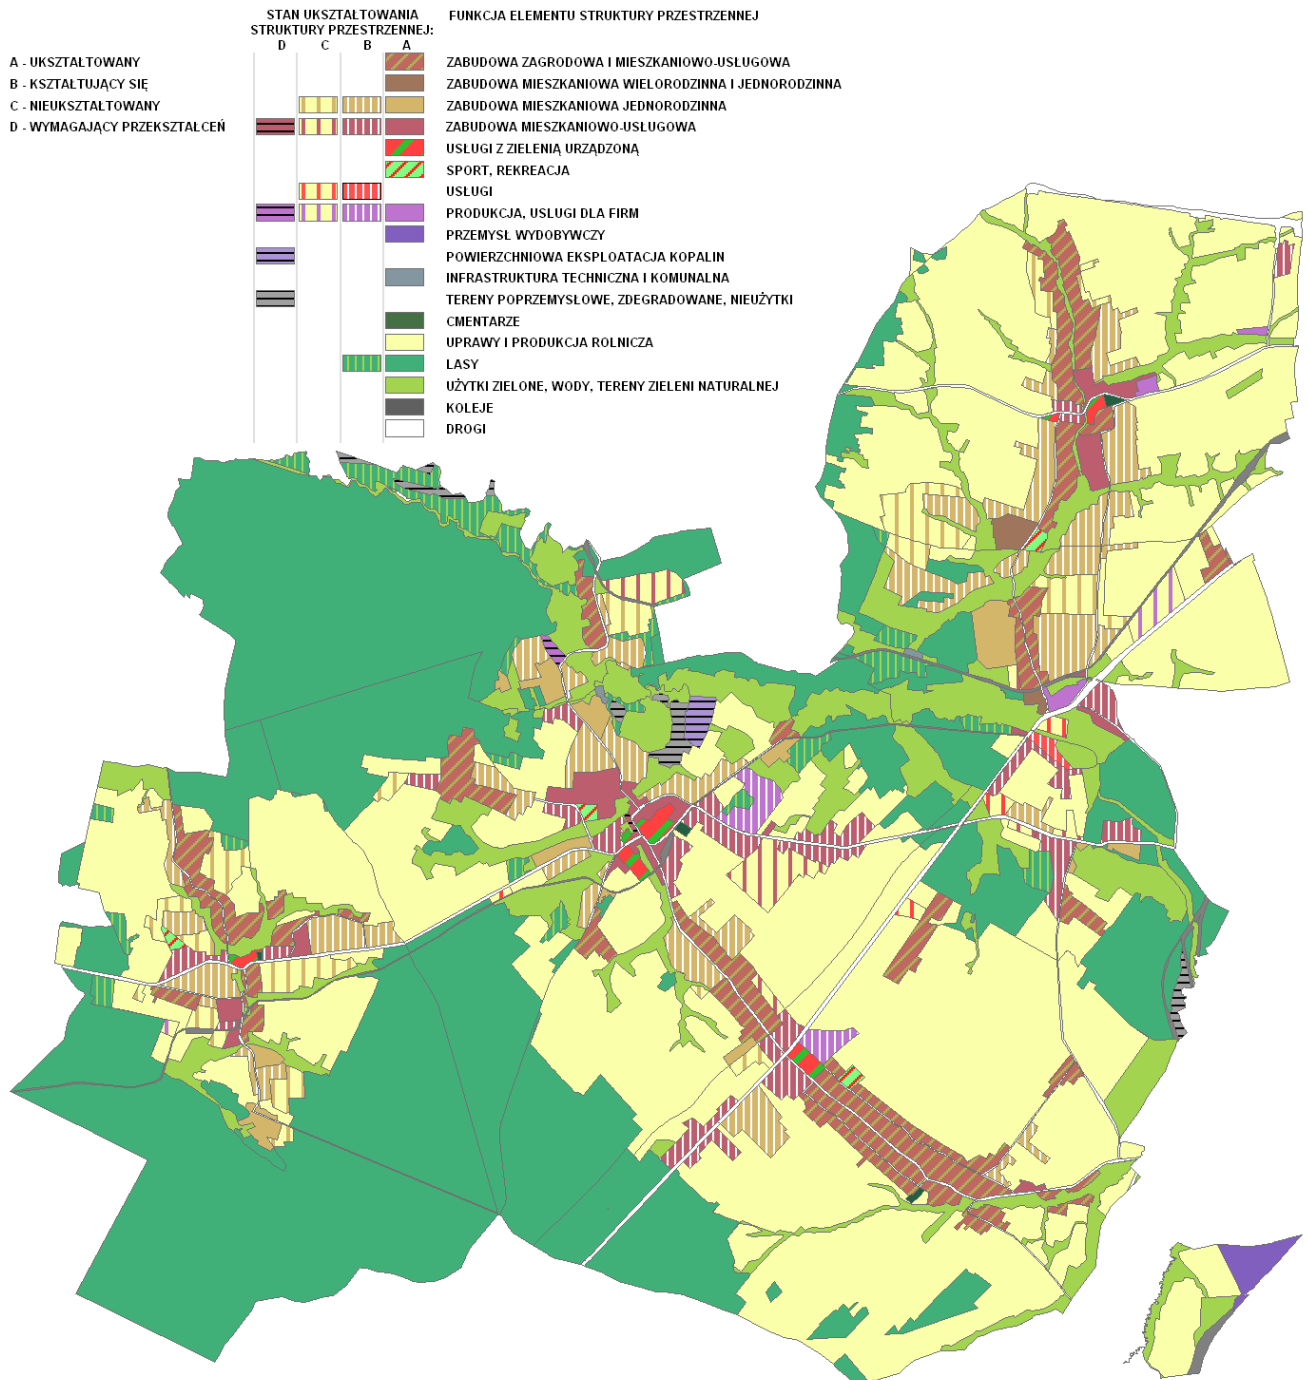 STAN UKSZTAŁTOWANIA
STRUKTURY PRZESTRZENNEJ:
D C B A
FUNKCJA ELEMENTU STRUKTURY PRZESTRZENNEJ
A - UKSZTAŁTOWANY
B - KSZTAŁTUJĄCY SIĘ
C - NIEUKSZTAŁTOWANY
D - WYMAGAJĄCY PRZEKSZTAŁCEŃ
ZABUDOWA ZAGRODOWA I MIESZKANIOWO-USŁUGOWA
ZABUDOWA MIESZKANIOWA WIELORODZINNA I JEDNORODZINNA
ZABUDOWA MIESZKANIOWA JEDNORODZINNA
ZABUDOWA MIESZKANIOWO-USŁUGOWA
USŁUGI Z ZIELENIĄ URZĄDZONĄ
SPORT, REKREACJA
USŁUGI
PRODUKCJA, USŁUGI DLA FIRM
PRZEMYSŁ WYDOBYWCZY
POWIERZCHNIOWA EKSPLOATACJA KOPALIN
INFRASTRUKTURA TECHNICZNA I KOMUNALNA
TERENY POPRZEMYSŁOWE, ZDEGRADOWANE, NIEUŻYTKI
CMENTARZE
UPRAWY I PRODUKCJA ROLNICZA
LASY
UŻYTKI ZIELONE, WODY, TERENY ZIELENI NATURALNEJ
KOLEJE
DROGI